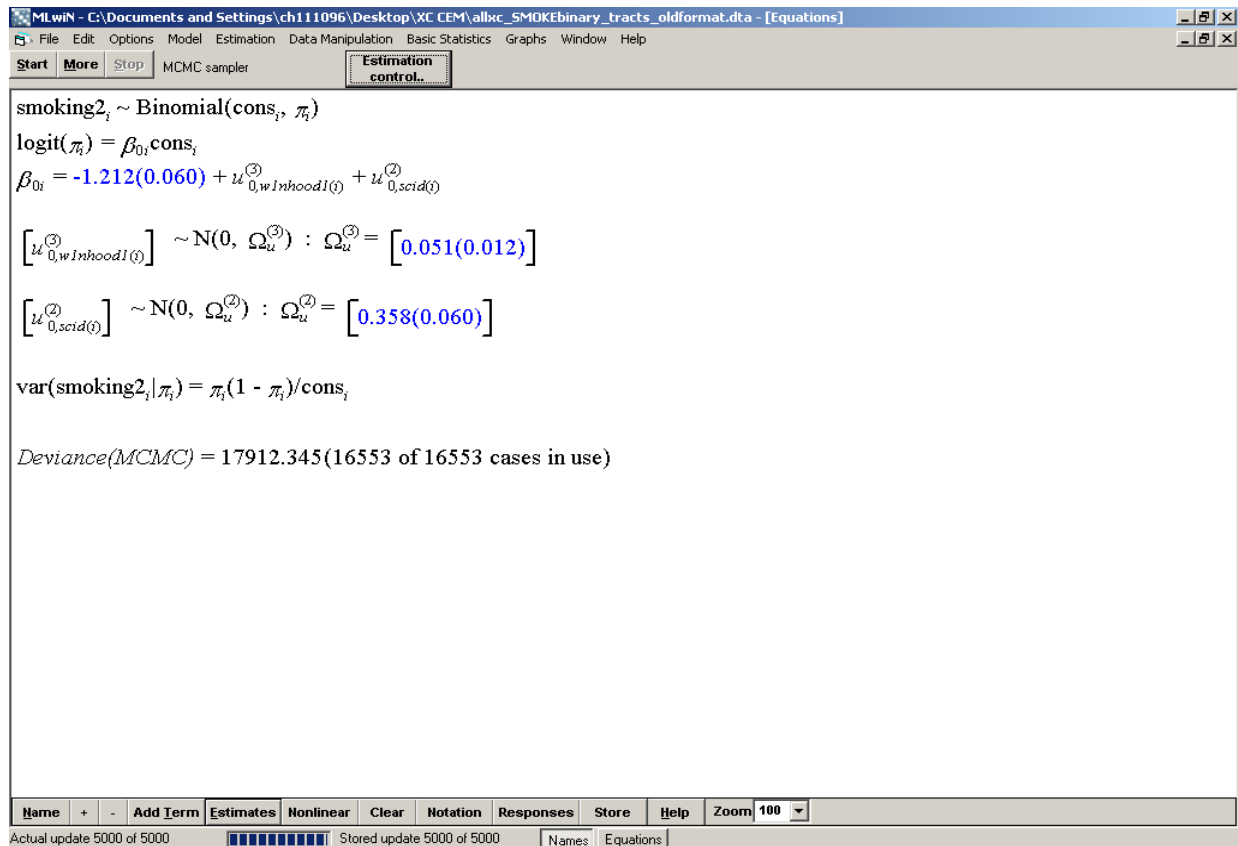 MLwiN - C:\Documents and Settings\ch111096\Desktop\XC CEM\allxc_SMOKEbinary_tracts_oldformat.dta - [Equations]
File Edit Options Model Estimation Data Manipulation Basic Statistics Graphs Window Help
Start More Stop MCMC sampler Estimation control..
smoking2ᵢ ~ Binomial(consᵢ, πᵢ)
logit(πᵢ) = β₀ᵢconsᵢ
β₀ᵢ = -1.212(0.060) + u⁽³⁾₀,w1nhood1(i) + u⁽²⁾₀,scid(i)
[u⁽³⁾₀,w1nhood1(i)] ~ N(0, Ωᵤ⁽³⁾) : Ωᵤ⁽³⁾ = [0.051(0.012)]
[u⁽²⁾₀,scid(i)] ~ N(0, Ωᵤ⁽²⁾) : Ωᵤ⁽²⁾ = [0.358(0.060)]
var(smoking2ᵢ|πᵢ) = πᵢ(1 - πᵢ)/consᵢ
Deviance(MCMC) = 17912.345(16553 of 16553 cases in use)
Name + - Add Term Estimates Nonlinear Clear Notation Responses Store Help Zoom 100
Actual update 5000 of 5000 Stored update 5000 of 5000 Names Equations